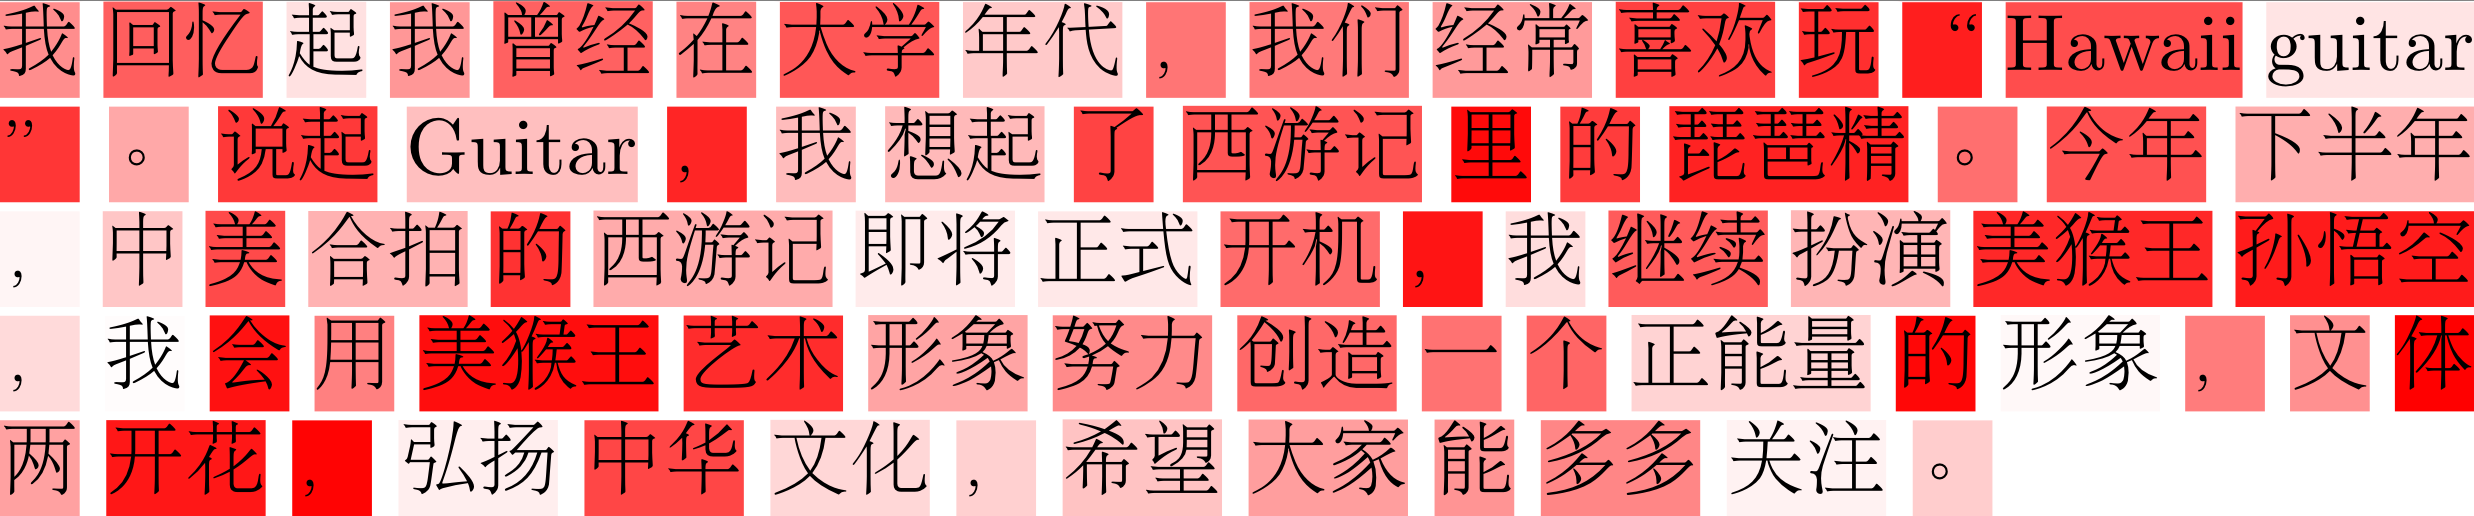 我 回忆 起 我 曾经 在 大学 年代 ， 我们 经常 喜欢 玩 “ Hawaii guitar
” 。 说起 Guitar ， 我 想起 了 西游记 里 的 琵琶精 。 今年 下半年
， 中 美 合拍 的 西游记 即将 正式 开机 ， 我 继续 扮演 美猴王 孙悟空
， 我 会 用 美猴王 艺术 形象 努力 创造 一 个 正能量 的 形象 ， 文 体
两 开花 ， 弘扬 中华 文化 ， 希望 大家 能 多多 关注 。